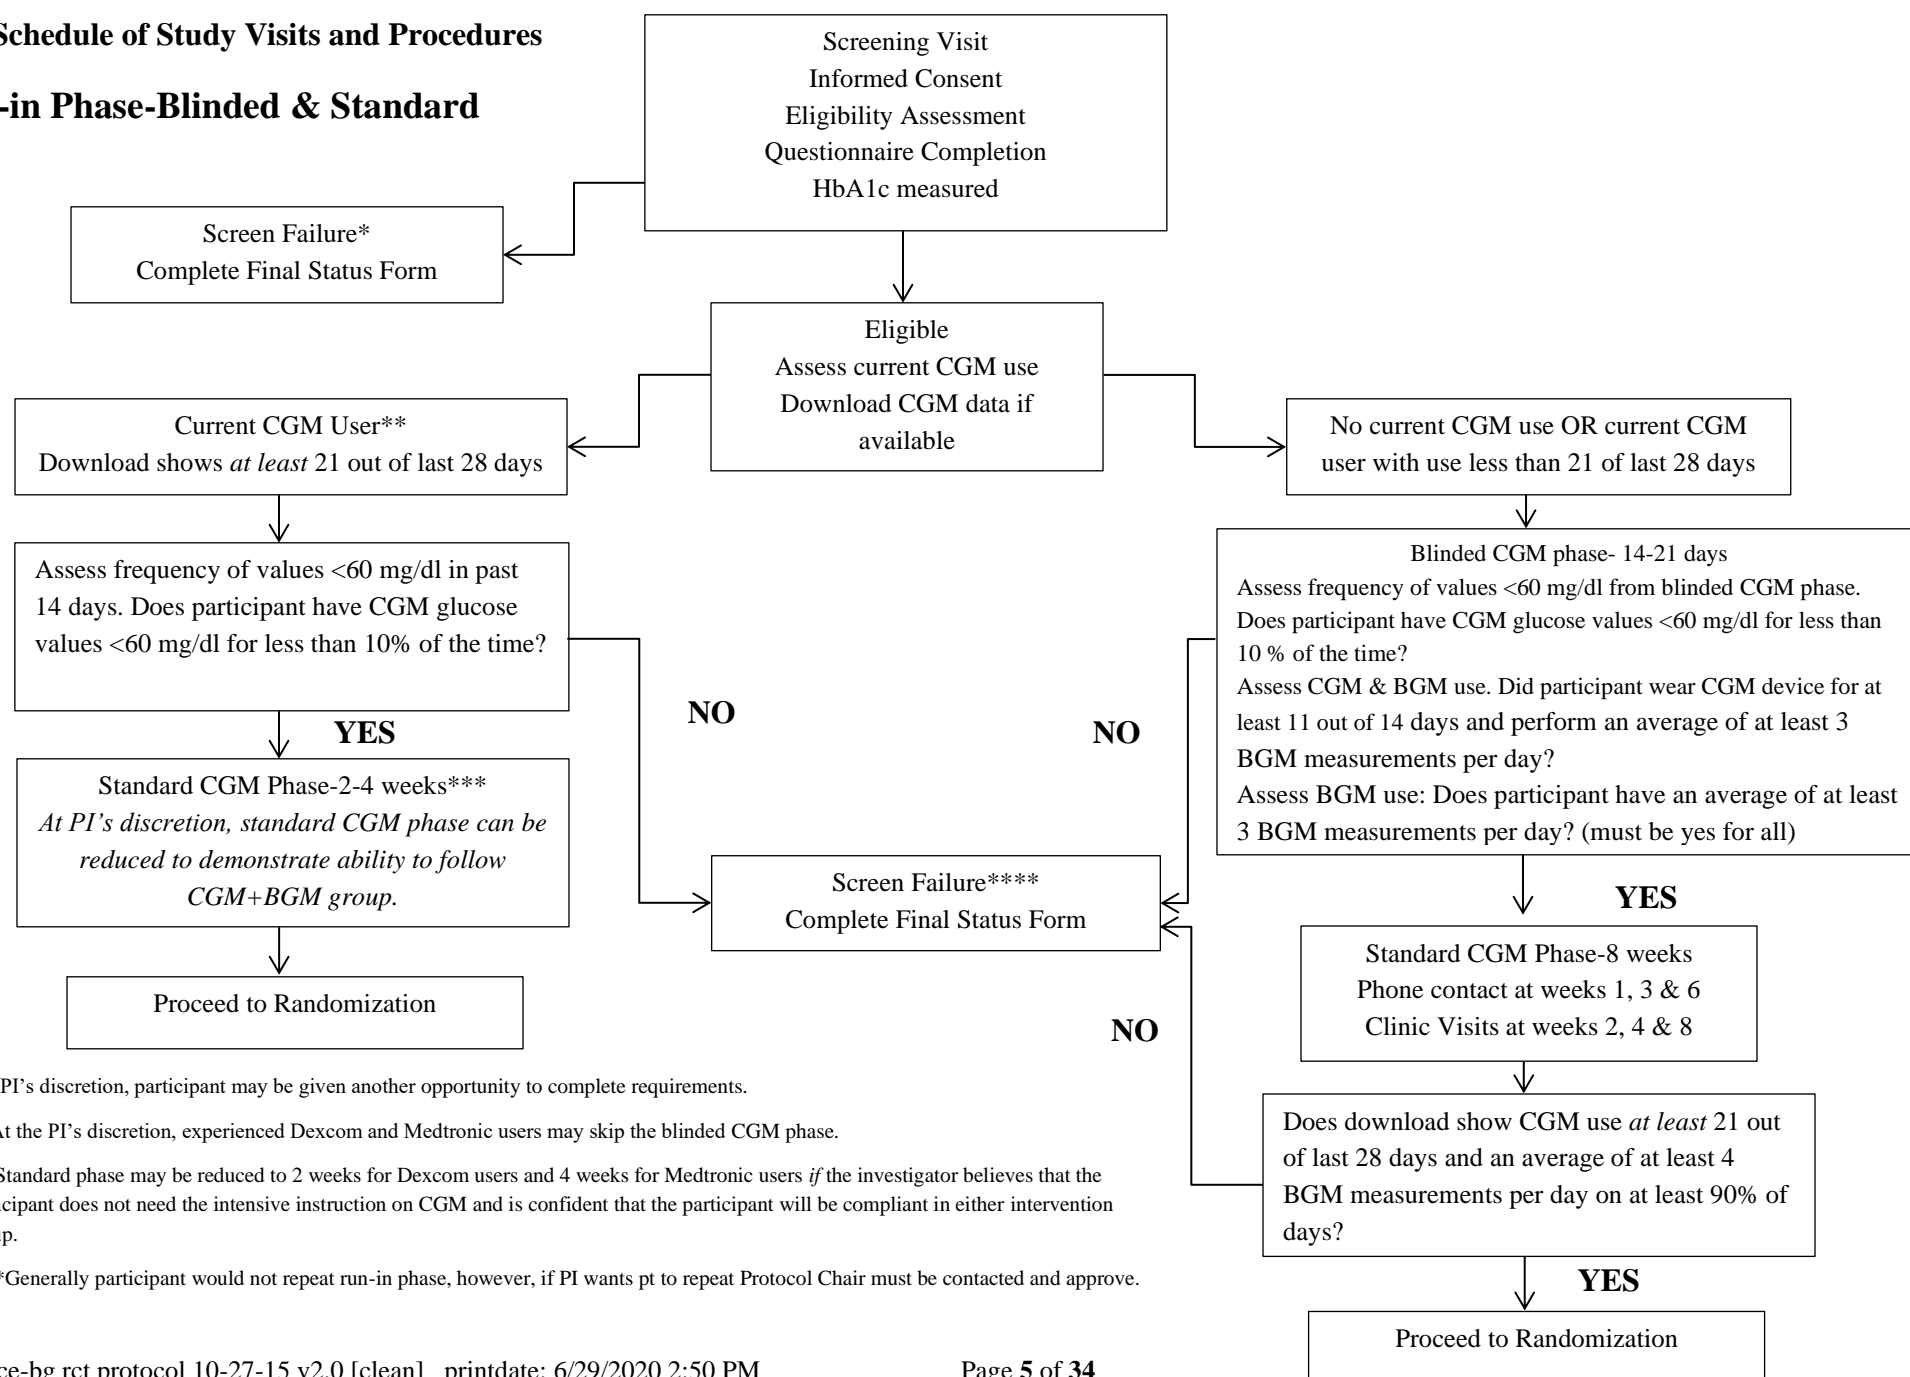 Schedule of Study Visits and Procedures
-in Phase-Blinded & Standard
Screening Visit
Informed Consent
Eligibility Assessment
Questionnaire Completion
HbA1c measured
Screen Failure*
Complete Final Status Form
Eligible
Assess current CGM use
Download CGM data if
available
Current CGM User**
Download shows at least 21 out of last 28 days
No current CGM use OR current CGM
user with use less than 21 of last 28 days
Assess frequency of values <60 mg/dl in past
14 days. Does participant have CGM glucose
values <60 mg/dl for less than 10% of the time?
Blinded CGM phase- 14-21 days
Assess frequency of values <60 mg/dl from blinded CGM phase.
Does participant have CGM glucose values <60 mg/dl for less than
10 % of the time?
Assess CGM & BGM use. Did participant wear CGM device for at
least 11 out of 14 days and perform an average of at least 3
BGM measurements per day?
Assess BGM use: Does participant have an average of at least
3 BGM measurements per day? (must be yes for all)
NO
NO
YES
Standard CGM Phase-2-4 weeks***
At PI's discretion, standard CGM phase can be
reduced to demonstrate ability to follow
CGM+BGM group.
Screen Failure****
Complete Final Status Form
YES
Standard CGM Phase-8 weeks
Phone contact at weeks 1, 3 & 6
Clinic Visits at weeks 2, 4 & 8
Proceed to Randomization
NO
Does download show CGM use at least 21 out
of last 28 days and an average of at least 4
BGM measurements per day on at least 90% of
days?
YES
Proceed to Randomization
PI's discretion, participant may be given another opportunity to complete requirements.
At the PI's discretion, experienced Dexcom and Medtronic users may skip the blinded CGM phase.
Standard phase may be reduced to 2 weeks for Dexcom users and 4 weeks for Medtronic users if the investigator believes that the
icipant does not need the intensive instruction on CGM and is confident that the participant will be compliant in either intervention
up.
*Generally participant would not repeat run-in phase, however, if PI wants pt to repeat Protocol Chair must be contacted and approve.
ce-bg rct protocol 10-27-15 v2.0 [clean] printdate: 6/29/2020 2:50 PM
Page 5 of 34